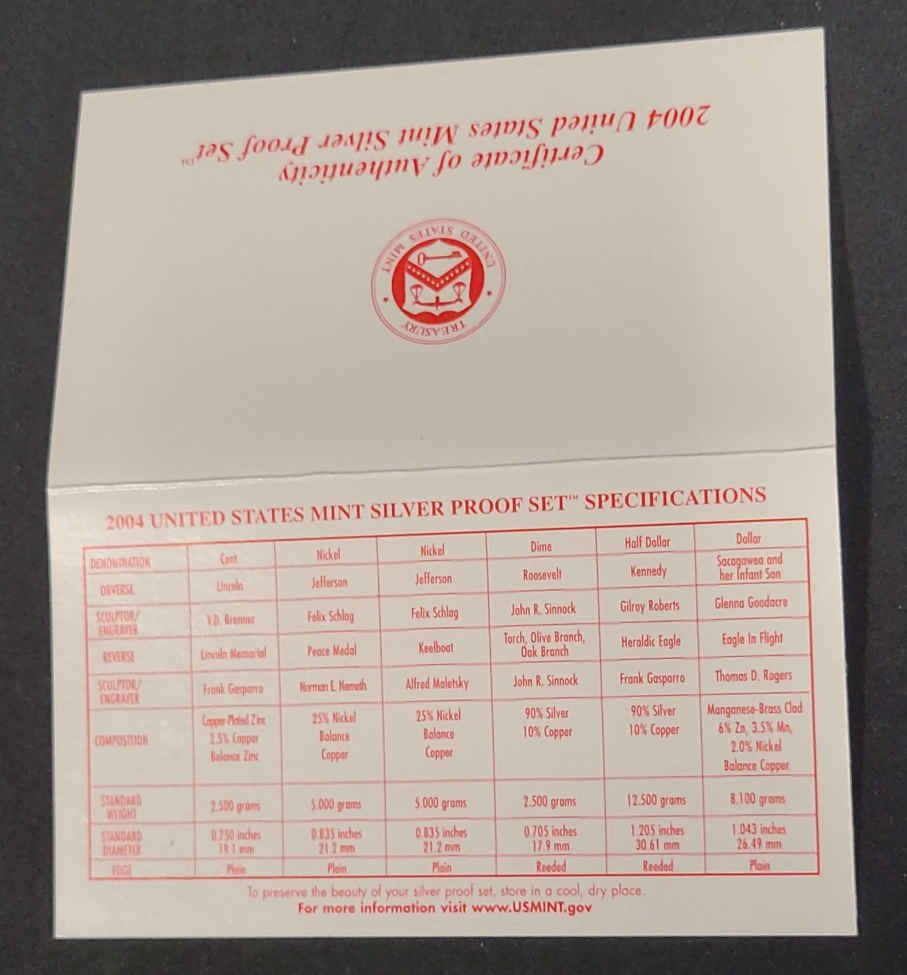 2004 United States Mint Silver Proof Set™
Certificate of Authenticity
UNITED STATES MINT
TREASURY
2004 UNITED STATES MINT SILVER PROOF SET™ SPECIFICATIONS
DENOMINATION Cent Nickel Nickel Dime Half Dollar Dollar
OBVERSE Lincoln Jefferson Jefferson Roosevelt Kennedy Sacagawea and
her Infant Son
SCULPTOR/
ENGRAVER V.D. Brenner Felix Schlag Felix Schlag John R. Sinnock Gilroy Roberts Glenna Goodacre
REVERSE Lincoln Memorial Peace Medal Keelboat Torch, Olive Branch,
Oak Branch Heraldic Eagle Eagle In Flight
SCULPTOR/
ENGRAVER Frank Gasparro Norman E. Nemeth Alfred Maletsky John R. Sinnock Frank Gasparro Thomas D. Rogers
COMPOSITION Copper-Plated Zinc 25% Nickel 25% Nickel 90% Silver 90% Silver Manganese-Brass Clad
2.5% Copper Balance Balance 10% Copper 10% Copper 6% Zn, 3.5% Mn,
Balance Zinc Copper Copper 2.0% Nickel
Balance Copper
STANDARD
WEIGHT 2.500 grams 5.000 grams 5.000 grams 2.500 grams 12.500 grams 8.100 grams
STANDARD 0.750 inches 0.835 inches 0.835 inches 0.705 inches 1.205 inches 1.043 inches
DIAMETER 19.1 mm 21.2 mm 21.2 mm 17.9 mm 30.61 mm 26.49 mm
EDGE Plain Plain Plain Reeded Reeded Plain
To preserve the beauty of your silver proof set, store in a cool, dry place.
For more information visit www.USMINT.gov